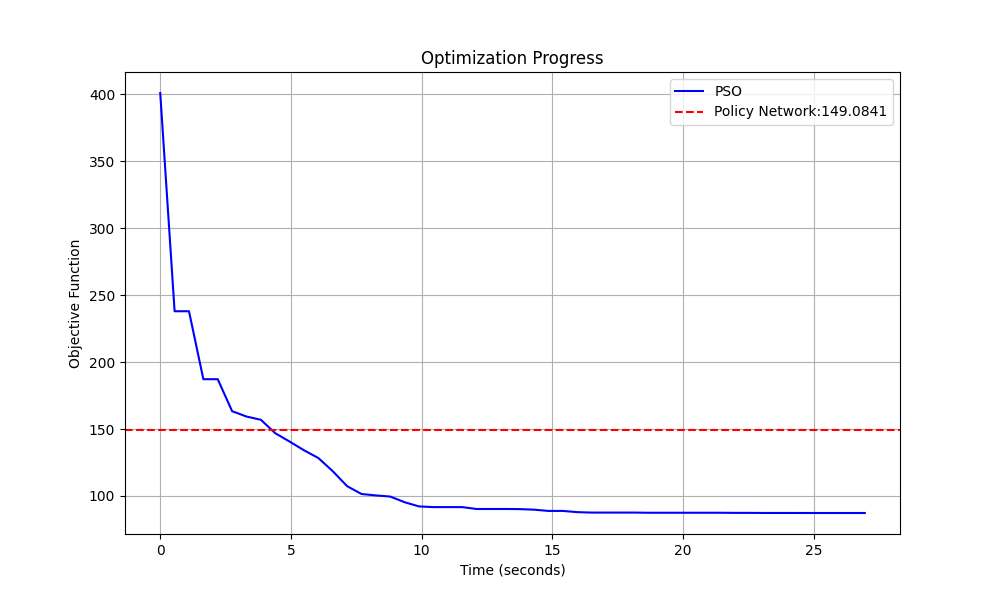 Optimization Progress
PSO
Policy Network:149.0841
Objective Function
400
350
300
250
200
150
100
0 5 10 15 20 25
Time (seconds)